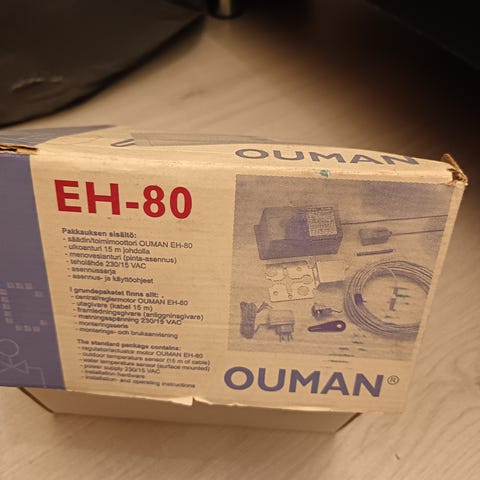 OUMAN
EH-80
Pakkauksen sisältö:
- säädin/toimimoottori OUMAN EH-80
- ulkoanturi 15 m johdolla
- menovesianturi (pinta-asennus)
- teholähde 230/15 VAC
- asennussarja
- asennus- ja käyttöohjeet
I grundepaketet finns allt:
- central/reglermotor OUMAN EH-80
- utegivare (kabel 15 m)
- framledningsgivare (anliggningsgivare)
- matningsspänning 230/15 VAC
- monteringsserie
- monterings- och bruksanvisning
The standard package contains:
- regulator/actuator motor OUMAN EH-80
- outdoor temperature sensor (15 m of cable)
- water temperature sensor (surface mounted)
- power supply 230/15 VAC
- installation hardware
- installation- and operating instructions
OUMAN®